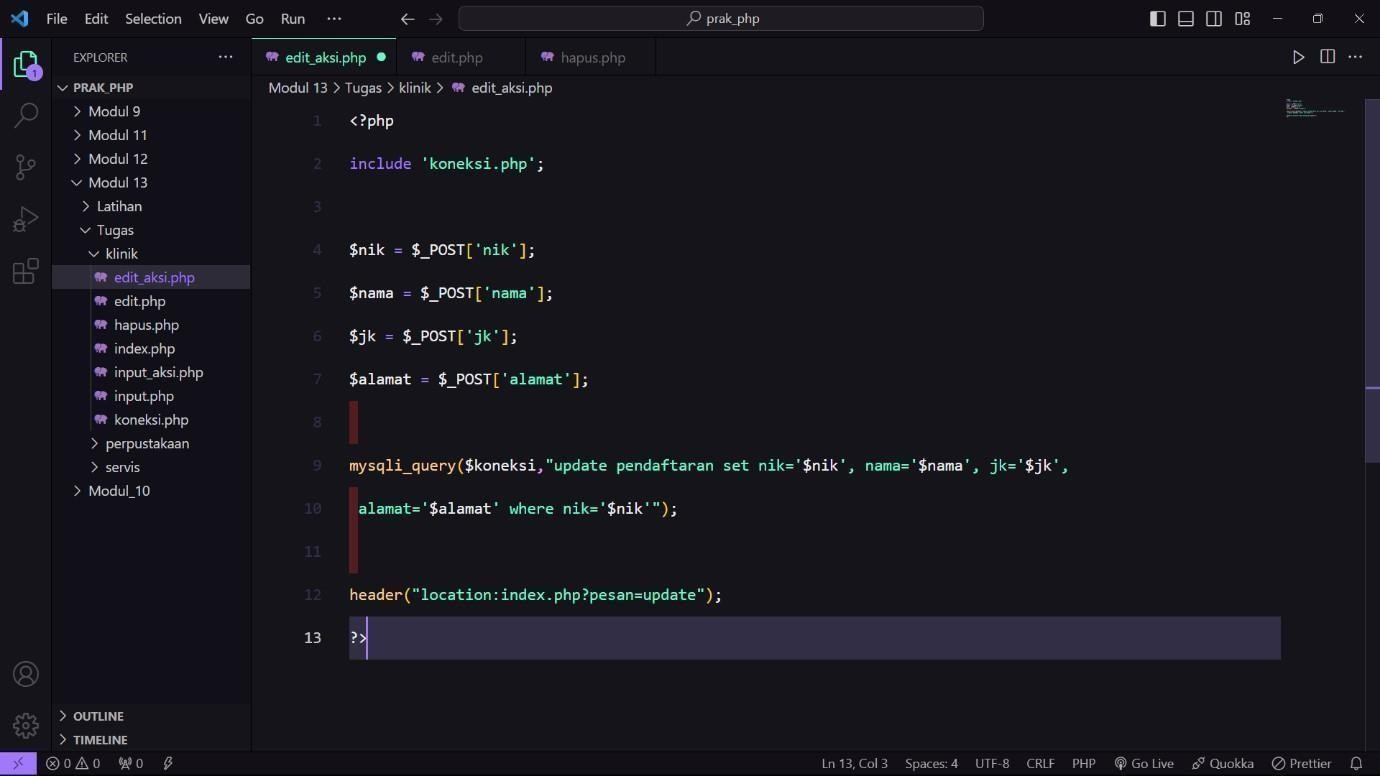 File Edit Selection View Go Run ··· prak_php
EXPLORER ···
PRAK_PHP
Modul 9
Modul 11
Modul 12
Modul 13
Latihan
Tugas
klinik
edit_aksi.php
edit.php
hapus.php
index.php
input_aksi.php
input.php
koneksi.php
perpustakaan
servis
Modul_10
OUTLINE
TIMELINE
1
edit_aksi.php edit.php hapus.php
Modul 13 > Tugas > klinik > edit_aksi.php
1 <?php
2 include 'koneksi.php';
3
4 $nik = $_POST['nik'];
5 $nama = $_POST['nama'];
6 $jk = $_POST['jk'];
7 $alamat = $_POST['alamat'];
8
9 mysqli_query($koneksi,"update pendaftaran set nik='$nik', nama='$nama', jk='$jk',
10 alamat='$alamat' where nik='$nik'");
11
12 header("location:index.php?pesan=update");
13 ?>
0 0 0 Ln 13, Col 3 Spaces: 4 UTF-8 CRLF PHP Go Live Quokka Prettier